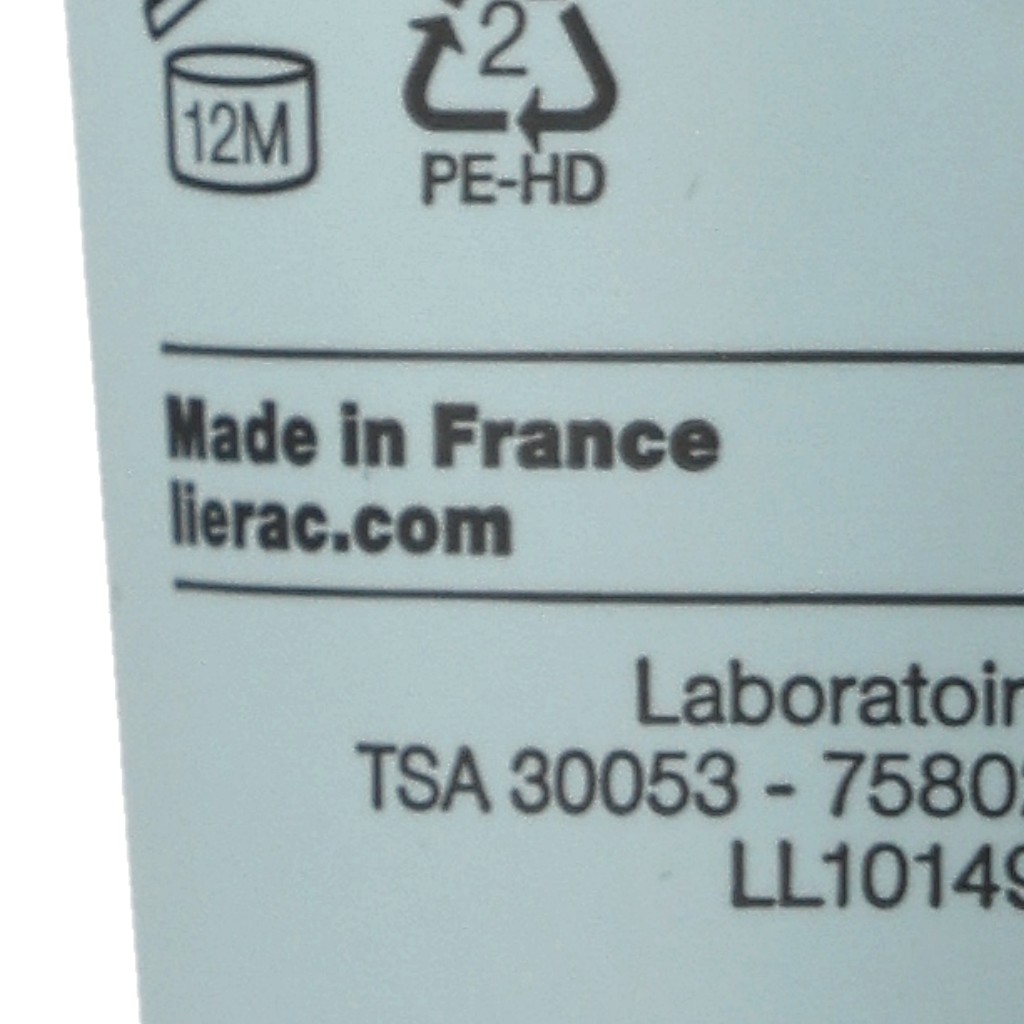 12M
2
PE-HD
Made in France
lierac.com
Laboratoir
TSA 30053 - 7580
LL1014